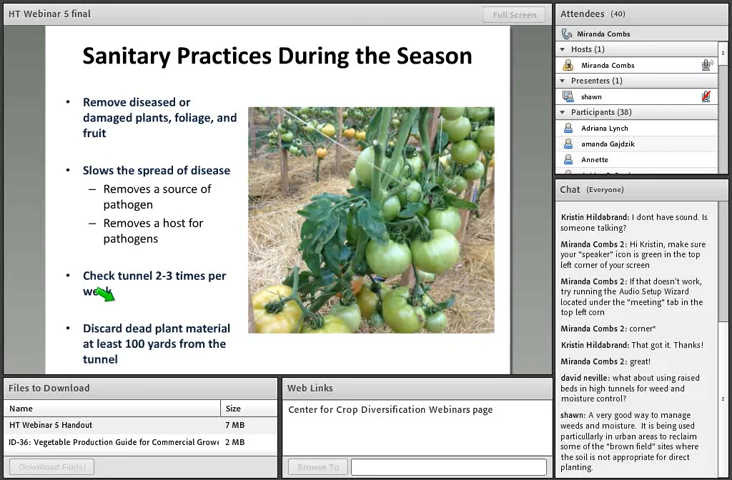 HT Webinar 5 final
Full Screen
Sanitary Practices During the Season
• Remove diseased or
damaged plants, foliage, and
fruit
• Slows the spread of disease
– Removes a source of
pathogen
– Removes a host for
pathogens
• Check tunnel 2-3 times per
week
• Discard dead plant material
at least 100 yards from the
tunnel
Files to Download
Name Size
HT Webinar 5 Handout 7 MB
ID-36: Vegetable Production Guide for Commercial Growe 2 MB
Download File(s)
Web Links
Center for Crop Diversification Webinars page
Browse To
Attendees (40)
Miranda Combs
Hosts (1)
Miranda Combs
Presenters (1)
shawn
Participants (38)
Adriana Lynch
amanda Gajdzik
Annette
Chat (Everyone)
Kristin Hildabrand: I dont have sound. Is
someone talking?
Miranda Combs 2: Hi Kristin, make sure
your "speaker" icon is green in the top
left corner of your screen
Miranda Combs 2: If that doesn't work,
try running the Audio Setup Wizard
located under the "meeting" tab in the
top left corn
Miranda Combs 2: corner*
Kristin Hildabrand: That got it. Thanks!
Miranda Combs 2: great!
david neville: what about using raised
beds in high tunnels for weed and
moisture control?
shawn: A very good way to manage
weeds and moisture. It is being used
particularly in urban areas to reclaim
some of the "brown field" sites where
the soil is not appropriate for direct
planting.